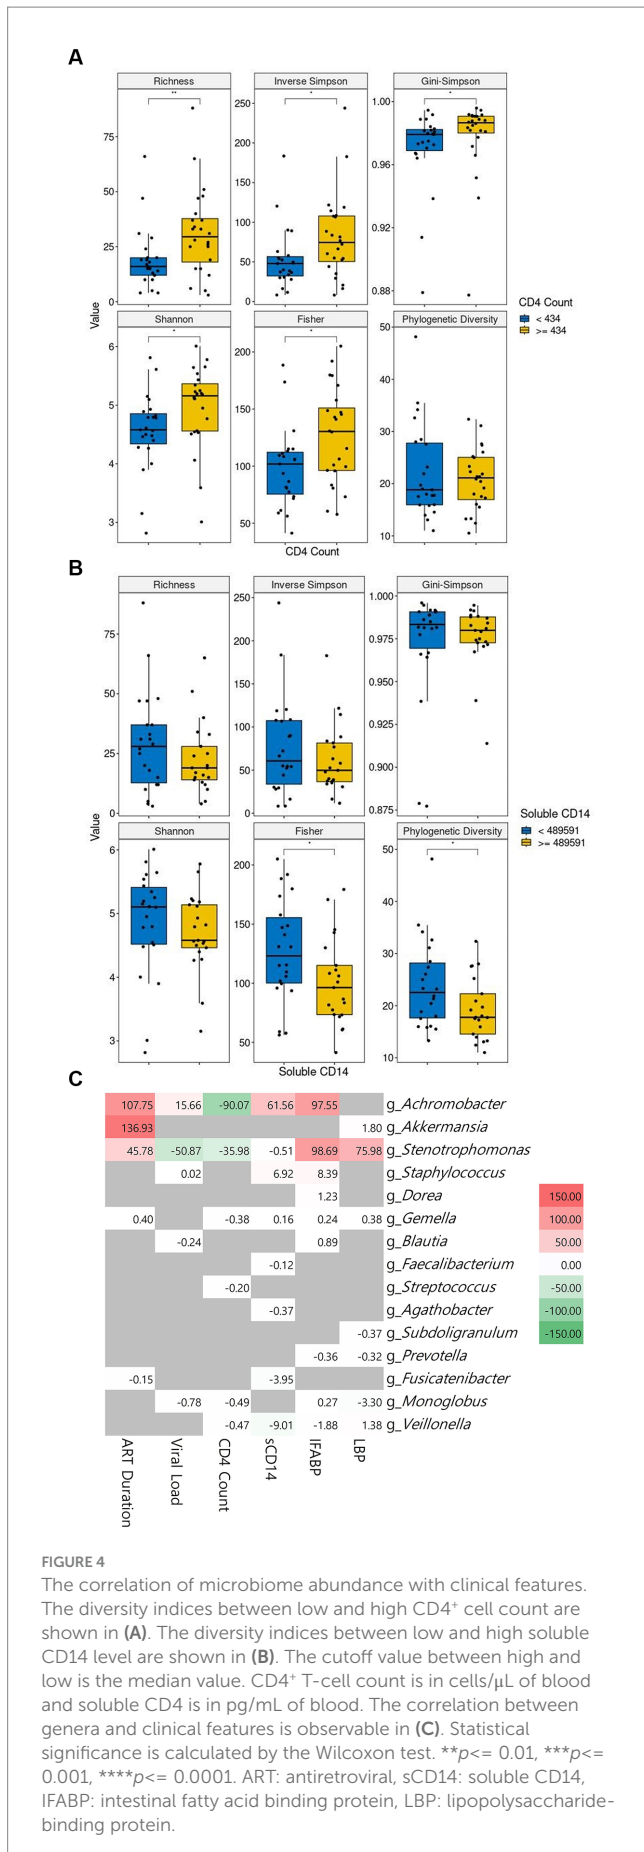 A
Richness Inverse Simpson Gini-Simpson
** * *
75
50
25
0
250
200
150
100
50
0
1.00
0.96
0.92
0.88
Value
CD4 Count
< 434
>= 434
Shannon Fisher Phylogenetic Diversity
* *
6
5
4
3
200
150
100
50
50
40
30
20
10
CD4 Count
B
Richness Inverse Simpson Gini-Simpson
75
50
25
0
250
200
150
100
50
0
1.000
0.975
0.950
0.925
0.900
0.875
Value
Soluble CD14
< 489591
>= 489591
Shannon Fisher Phylogenetic Diversity
* *
6
5
4
3
200
150
100
50
50
40
30
20
10
Soluble CD14
C
107.75 15.66 -90.07 61.56 97.55 g_Achromobacter
136.93 1.80 g_Akkermansia
45.78 -50.87 -35.98 -0.51 98.69 75.98 g_Stenotrophomonas
0.02 6.92 8.39 g_Staphylococcus
1.23 g_Dorea
0.40 -0.38 0.16 0.24 0.38 g_Gemella
-0.24 0.89 g_Blautia
-0.12 g_Faecalibacterium
-0.20 g_Streptococcus
-0.37 g_Agathobacter
-0.37 g_Subdoligranulum
-0.36 -0.32 g_Prevotella
-0.15 -3.95 g_Fusicatenibacter
-0.78 -0.49 0.27 -3.30 g_Monoglobus
-0.47 -9.01 -1.88 1.38 g_Veillonella
150.00
100.00
50.00
0.00
-50.00
-100.00
-150.00
ART Duration
Viral Load
CD4 Count
sCD14
IFABP
LBP
FIGURE 4
The correlation of microbiome abundance with clinical features.
The diversity indices between low and high CD4⁺ cell count are
shown in (A). The diversity indices between low and high soluble
CD14 level are shown in (B). The cutoff value between high and
low is the median value. CD4⁺ T-cell count is in cells/μL of blood
and soluble CD4 is in pg/mL of blood. The correlation between
genera and clinical features is observable in (C). Statistical
significance is calculated by the Wilcoxon test. **p<= 0.01, ***p<=
0.001, ****p<= 0.0001. ART: antiretroviral, sCD14: soluble CD14,
IFABP: intestinal fatty acid binding protein, LBP: lipopolysaccharide-
binding protein.